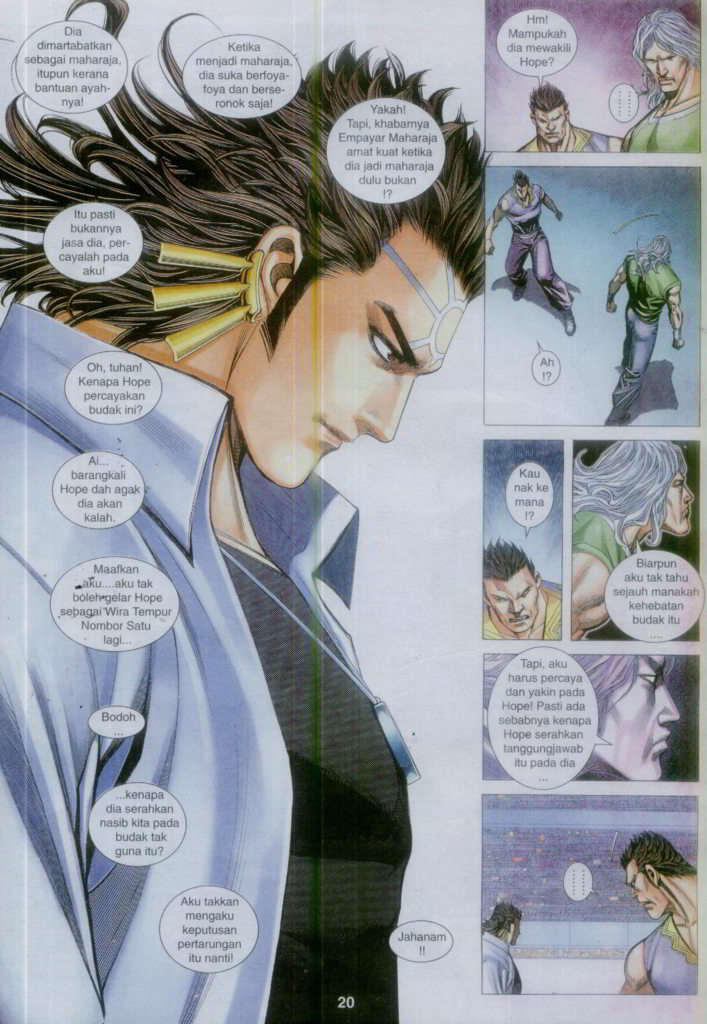 Dia
dimartabatkan
sebagai maharaja,
itupun kerana
bantuan ayah-
nya!
Ketika
menjadi maharaja,
dia suka berfoya-
foya dan berse-
ronok saja!
Yakah!
Tapi, khabarnya
Empayar Maharaja
amat kuat ketika
dia jadi maharaja
dulu bukan
!?
Itu pasti
bukannya
jasa dia, per-
cayalah pada
aku!
Oh, tuhan!
Kenapa Hope
percayakan
budak ini?
Ai...
barangkali
Hope dah agak
dia akan
kalah.
Maafkan
aku....aku tak
boleh gelar Hope
sebagai Wira Tempur
Nombor Satu
lagi...
Bodoh
...
...kenapa
dia serahkan
nasib kita pada
budak tak
guna itu?
Aku takkan
mengaku
keputusan
pertarungan
itu nanti!
Jahanam
!!
Hm!
Mampukah
dia mewakili
Hope?
Ah
!?
Kau
nak ke
mana
!?
Biarpun
aku tak tahu
sejauh manakah
kehebatan
budak itu
....
Tapi, aku
harus percaya
dan yakin pada
Hope! Pasti ada
sebabnya kenapa
Hope serahkan
tanggungjawab
itu pada dia
...
20